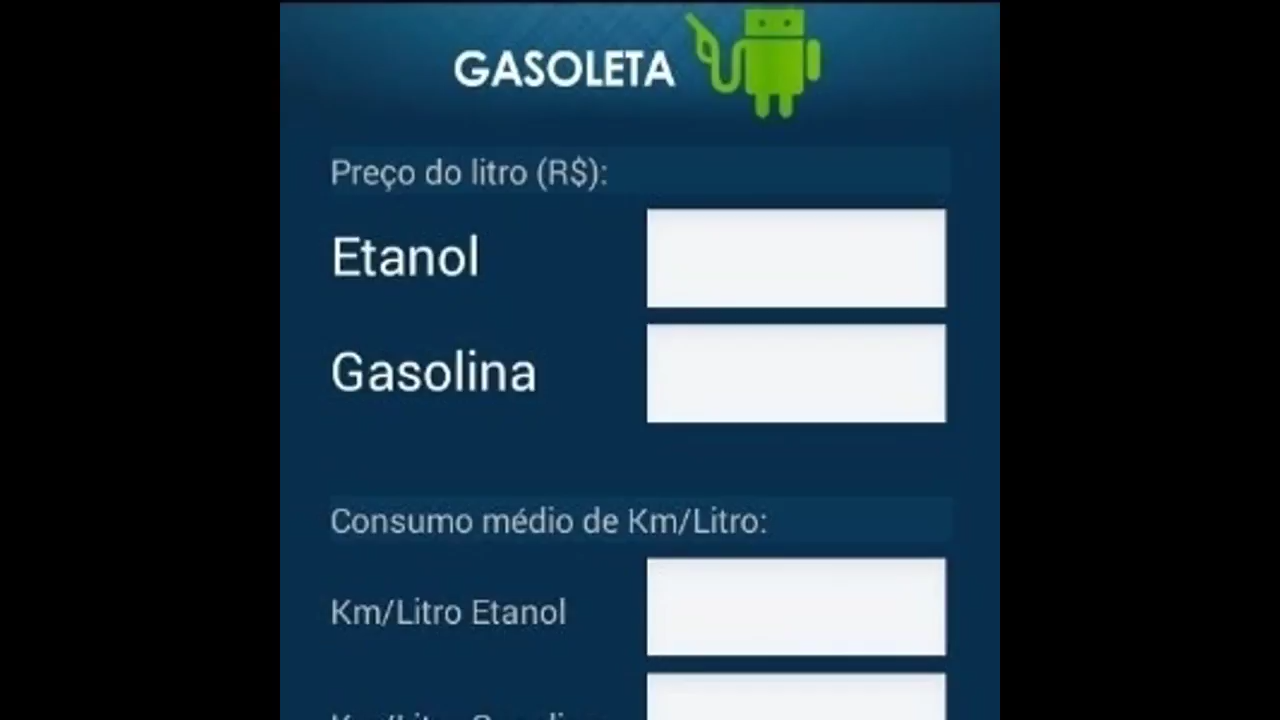 GASOLETA
Preço do litro (R$):
Etanol
Gasolina
Consumo médio de Km/Litro:
Km/Litro Etanol